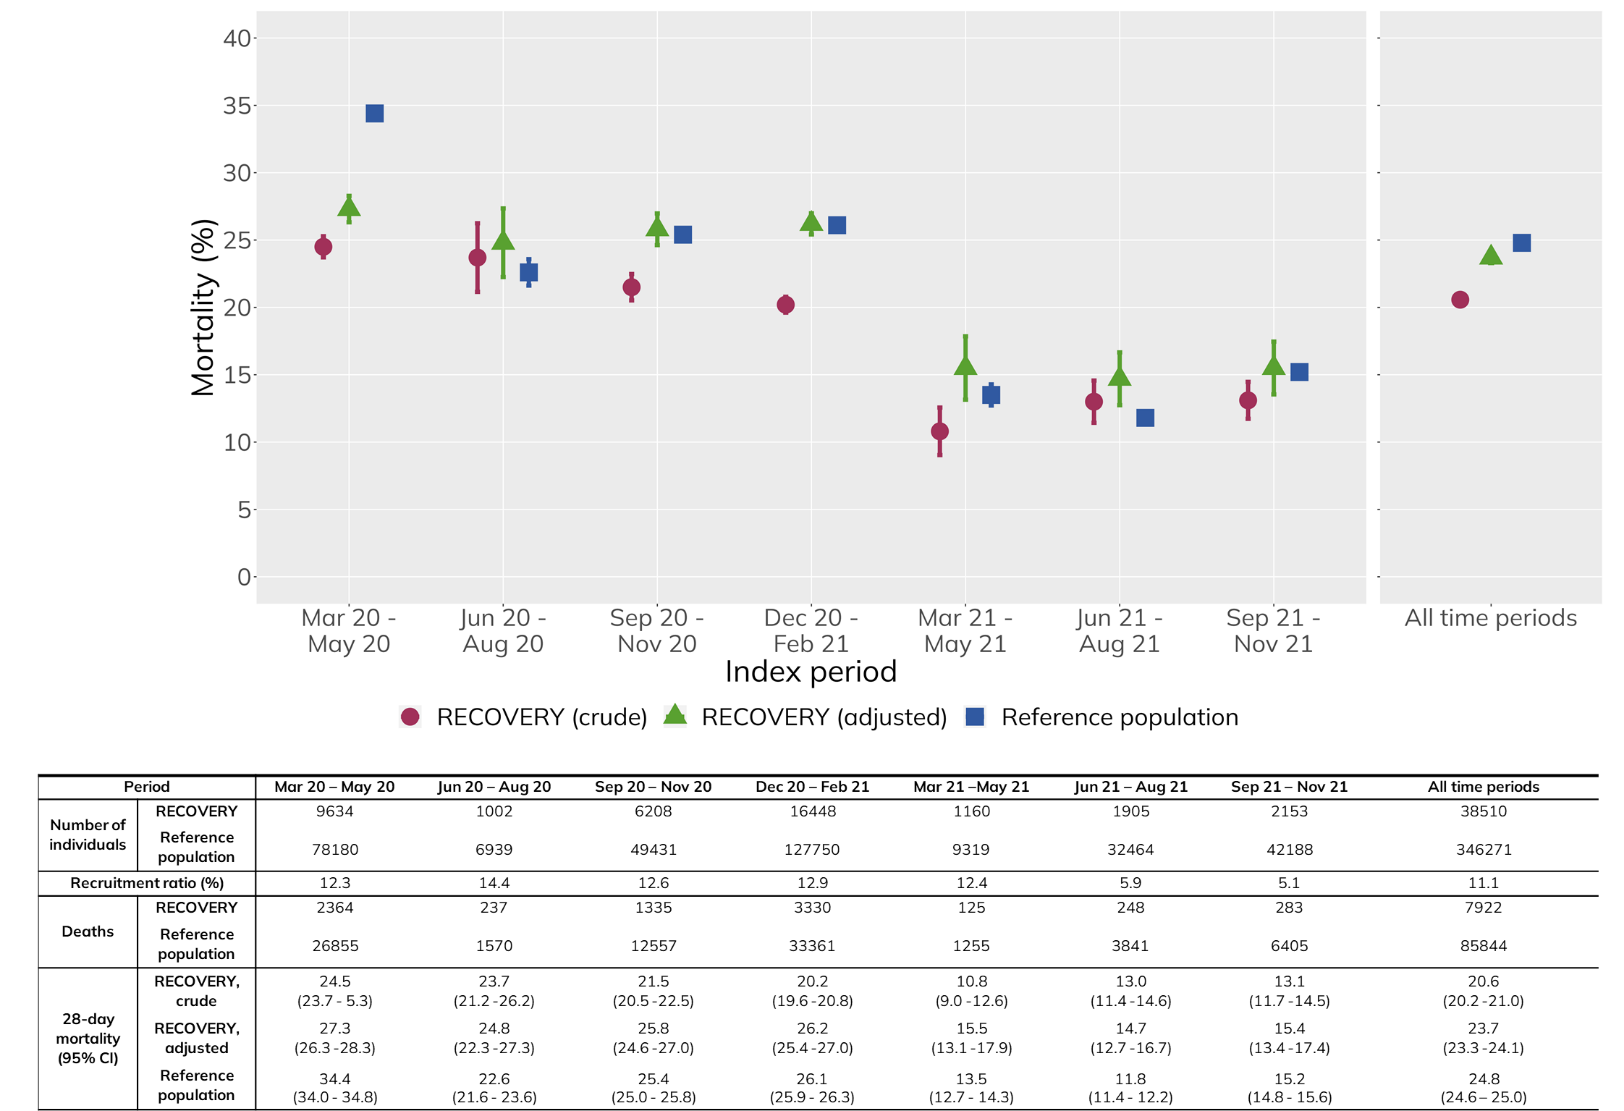 40
35
30
25
20
15
10
5
0
Mortality (%)
Mar 20 - Jun 20 - Sep 20 - Dec 20 - Mar 21 - Jun 21 - Sep 21 - All time periods
May 20 Aug 20 Nov 20 Feb 21 May 21 Aug 21 Nov 21
Index period
RECOVERY (crude) RECOVERY (adjusted) Reference population
Period Mar 20 – May 20 Jun 20 – Aug 20 Sep 20 – Nov 20 Dec 20 – Feb 21 Mar 21 –May 21 Jun 21 – Aug 21 Sep 21 – Nov 21 All time periods
Number of individuals
RECOVERY 9634 1002 6208 16448 1160 1905 2153 38510
Reference population 78180 6939 49431 127750 9319 32464 42188 346271
Recruitment ratio (%) 12.3 14.4 12.6 12.9 12.4 5.9 5.1 11.1
Deaths
RECOVERY 2364 237 1335 3330 125 248 283 7922
Reference population 26855 1570 12557 33361 1255 3841 6405 85844
28-day mortality (95% CI)
RECOVERY, 24.5 23.7 21.5 20.2 10.8 13.0 13.1 20.6
crude (23.7 - 5.3) (21.2 -26.2) (20.5 -22.5) (19.6 -20.8) (9.0 -12.6) (11.4 -14.6) (11.7 -14.5) (20.2 -21.0)
RECOVERY, 27.3 24.8 25.8 26.2 15.5 14.7 15.4 23.7
adjusted (26.3 -28.3) (22.3 -27.3) (24.6 -27.0) (25.4 -27.0) (13.1 -17.9) (12.7 -16.7) (13.4 -17.4) (23.3 -24.1)
Reference 34.4 22.6 25.4 26.1 13.5 11.8 15.2 24.8
population (34.0 - 34.8) (21.6 - 23.6) (25.0 - 25.8) (25.9 - 26.3) (12.7 - 14.3) (11.4 - 12.2) (14.8 - 15.6) (24.6 – 25.0)